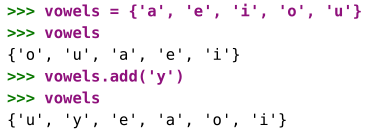 >>> vowels = {'a', 'e', 'i', 'o', 'u'}
>>> vowels
{'o', 'u', 'a', 'e', 'i'}
>>> vowels.add('y')
>>> vowels
{'u', 'y', 'e', 'a', 'o', 'i'}